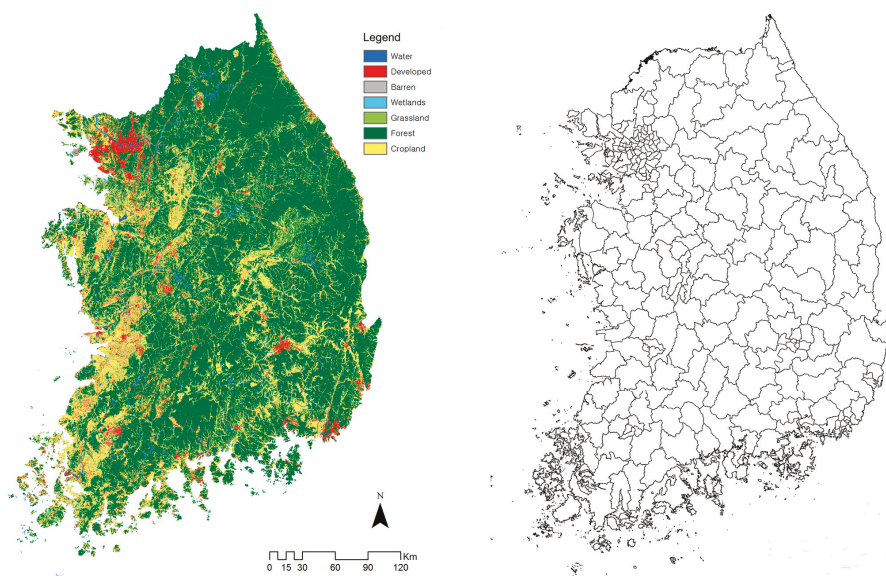 Legend
Water
Developed
Barren
Wetlands
Grassland
Forest
Cropland
N
Km
0 15 30 60 90 120